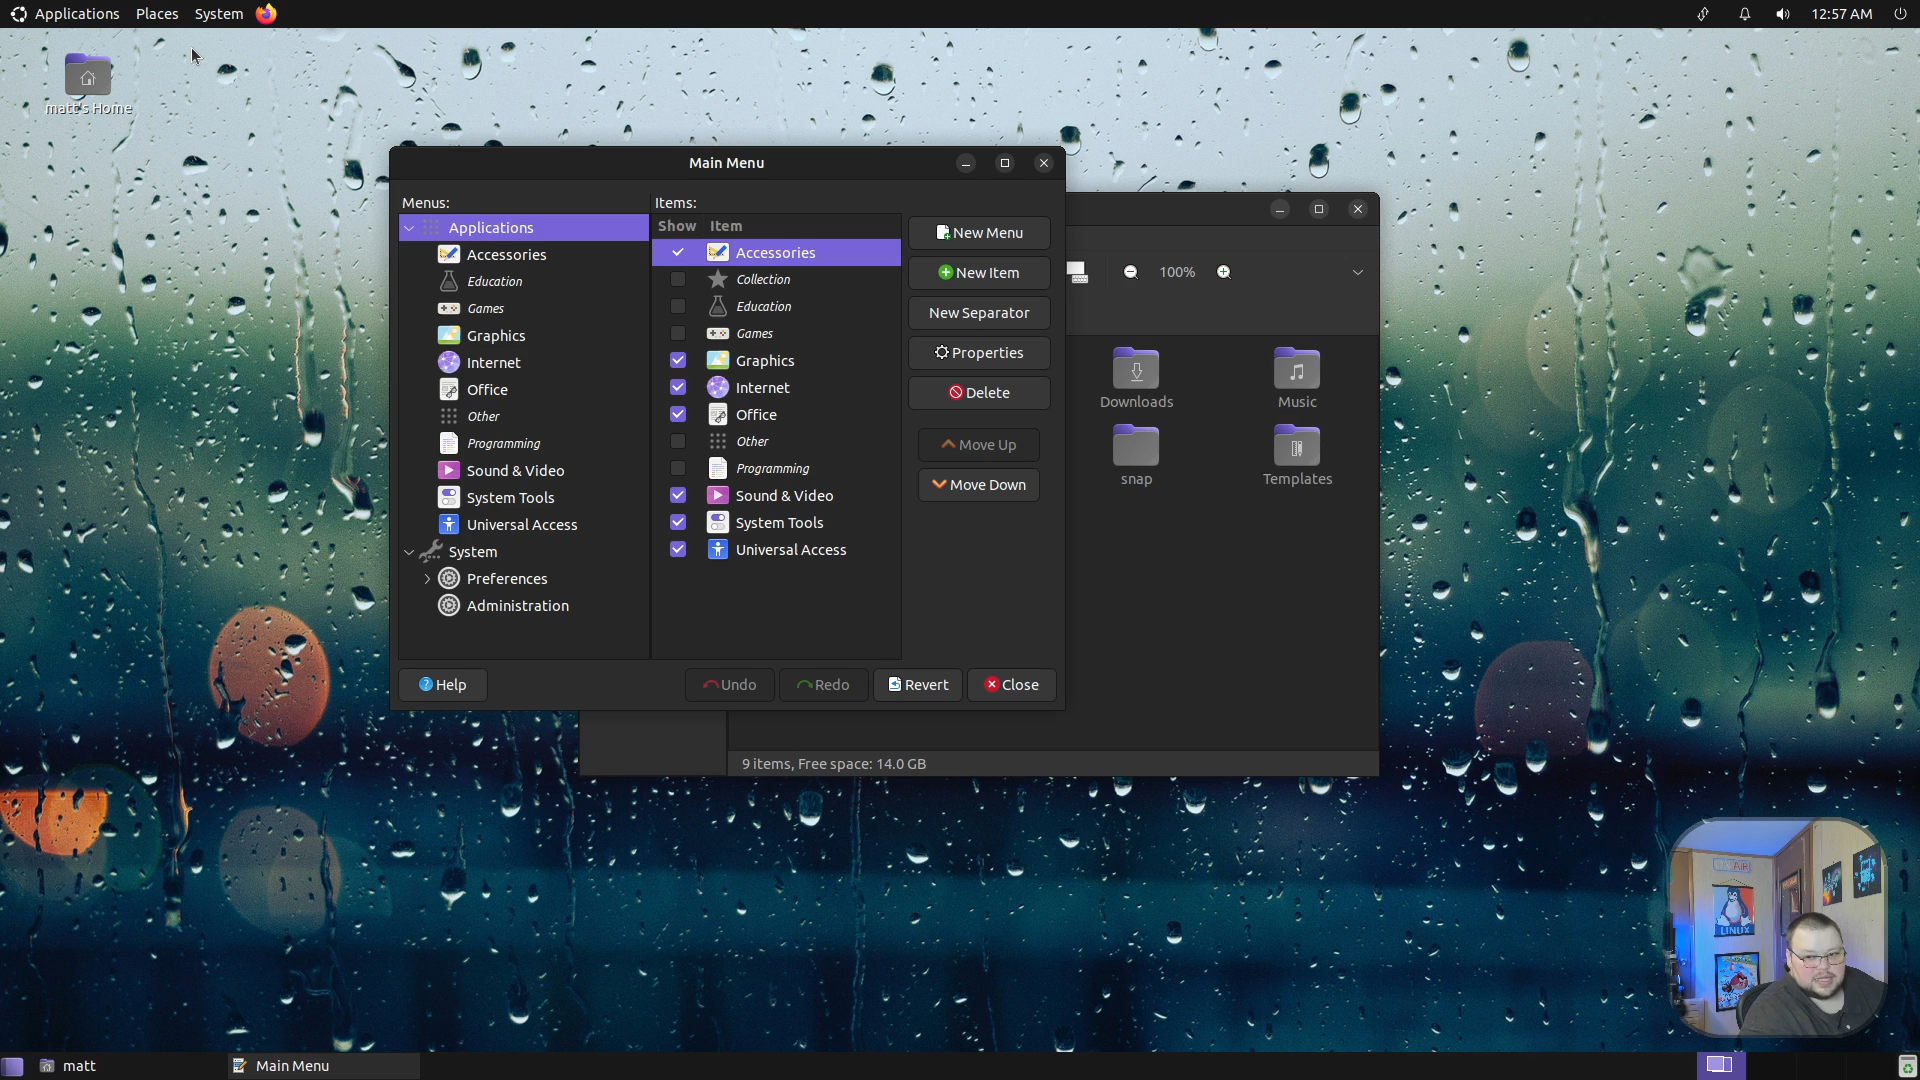 Applications Places System
12:57 AM
matt's Home
Main Menu
Menus:
Items:
Applications
Accessories
Education
Games
Graphics
Internet
Office
Other
Programming
Sound & Video
System Tools
Universal Access
System
Preferences
Administration
Show Item
Accessories
Collection
Education
Games
Graphics
Internet
Office
Other
Programming
Sound & Video
System Tools
Universal Access
New Menu
New Item
New Separator
Properties
Delete
Move Up
Move Down
Help
Undo
Redo
Revert
Close
100%
Downloads
Music
snap
Templates
9 items, Free space: 14.0 GB
AIR
LINUX
matt
Main Menu